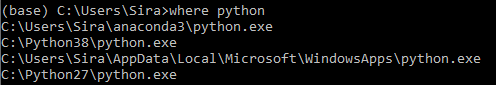 (base) C:\Users\Sira>where python
C:\Users\Sira\anaconda3\python.exe
C:\Python38\python.exe
C:\Users\Sira\AppData\Local\Microsoft\WindowsApps\python.exe
C:\Python27\python.exe